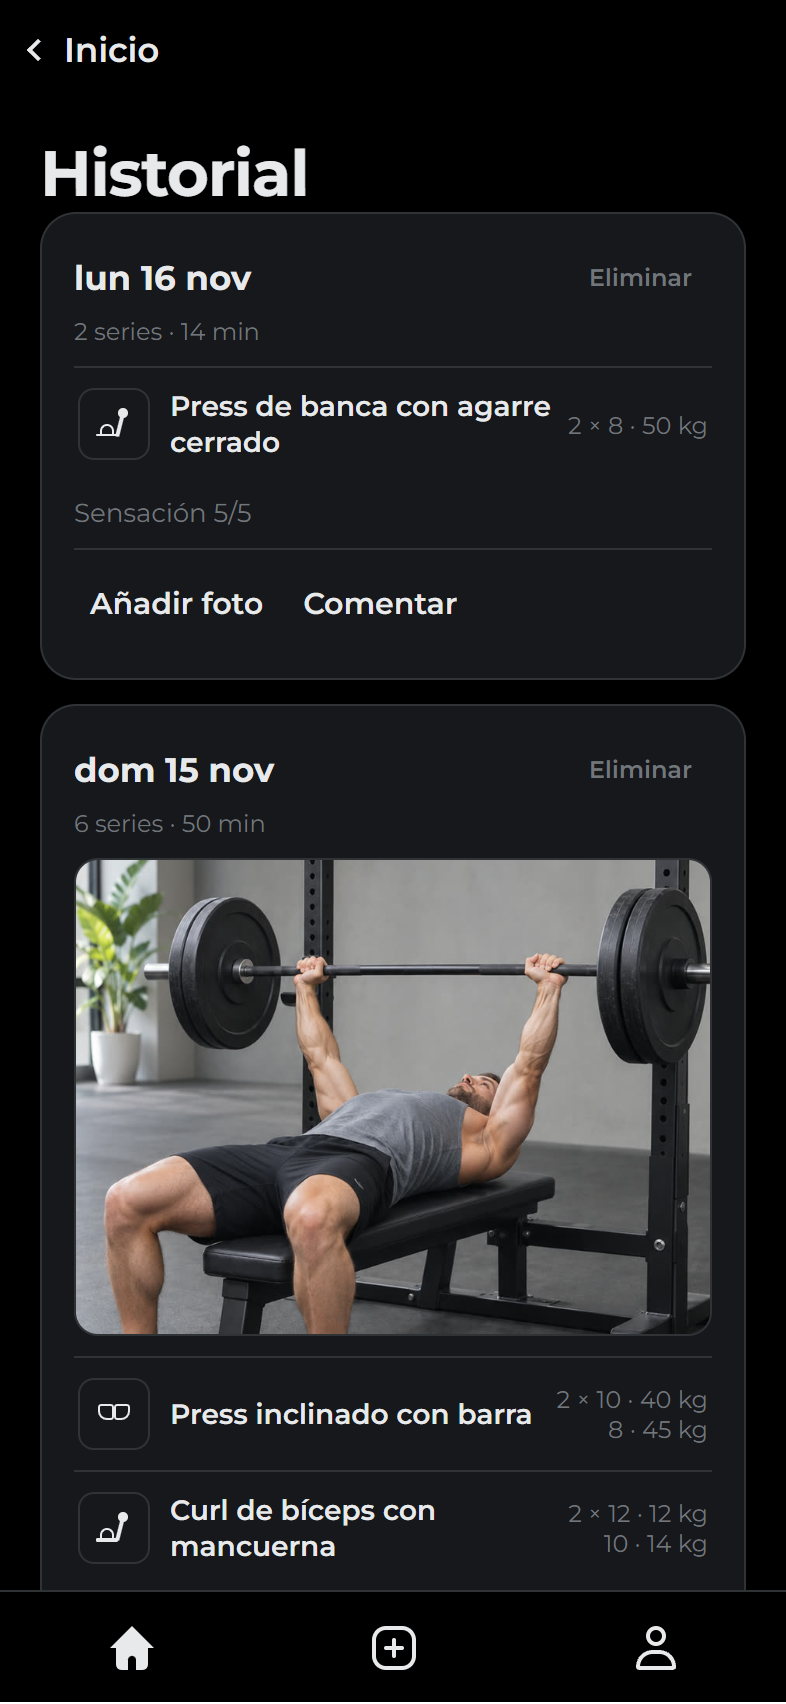 Inicio
Historial
lun 16 nov
Eliminar
2 series · 14 min
Press de banca con agarre
cerrado
2 × 8 · 50 kg
Sensación 5/5
Añadir foto
Comentar
dom 15 nov
Eliminar
6 series · 50 min
Press inclinado con barra
2 × 10 · 40 kg
8 · 45 kg
Curl de bíceps con
mancuerna
2 × 12 · 12 kg
10 · 14 kg